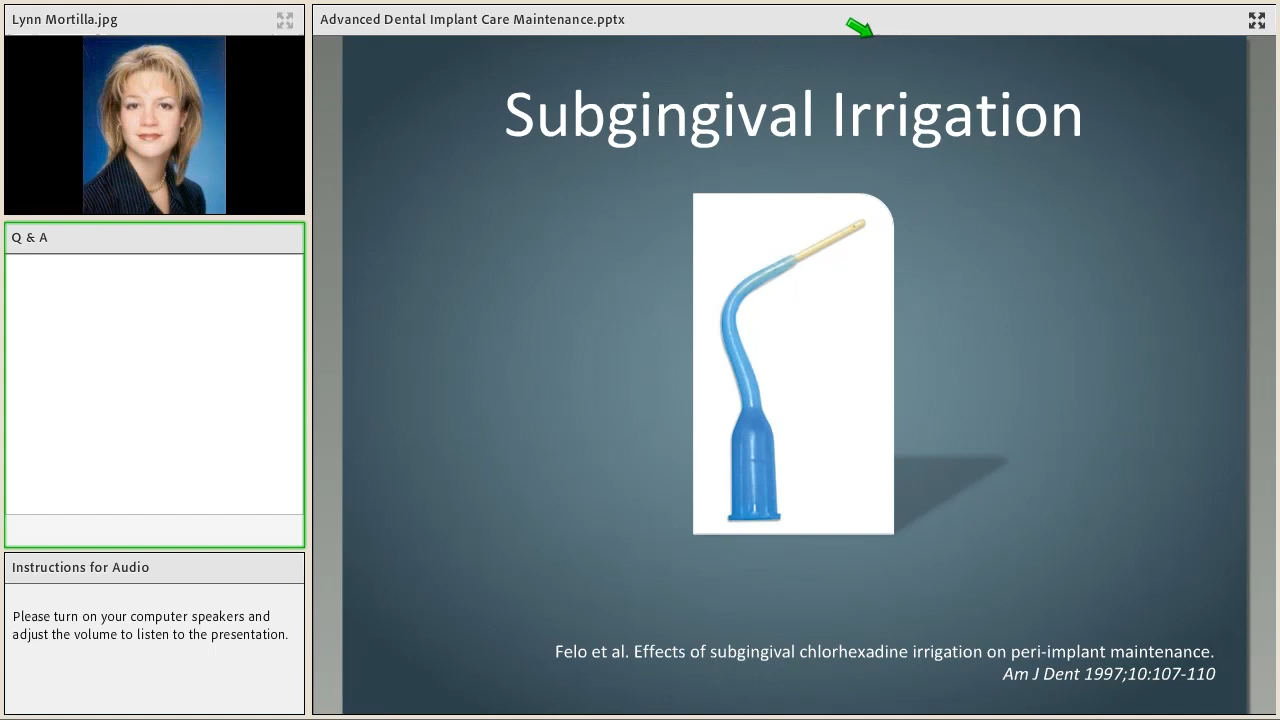 Lynn Mortilla.jpg
Advanced Dental Implant Care Maintenance.pptx
Subgingival Irrigation
Q & A
Instructions for Audio
Please turn on your computer speakers and
adjust the volume to listen to the presentation.
Felo et al. Effects of subgingival chlorhexadine irrigation on peri-implant maintenance.
Am J Dent 1997;10:107-110